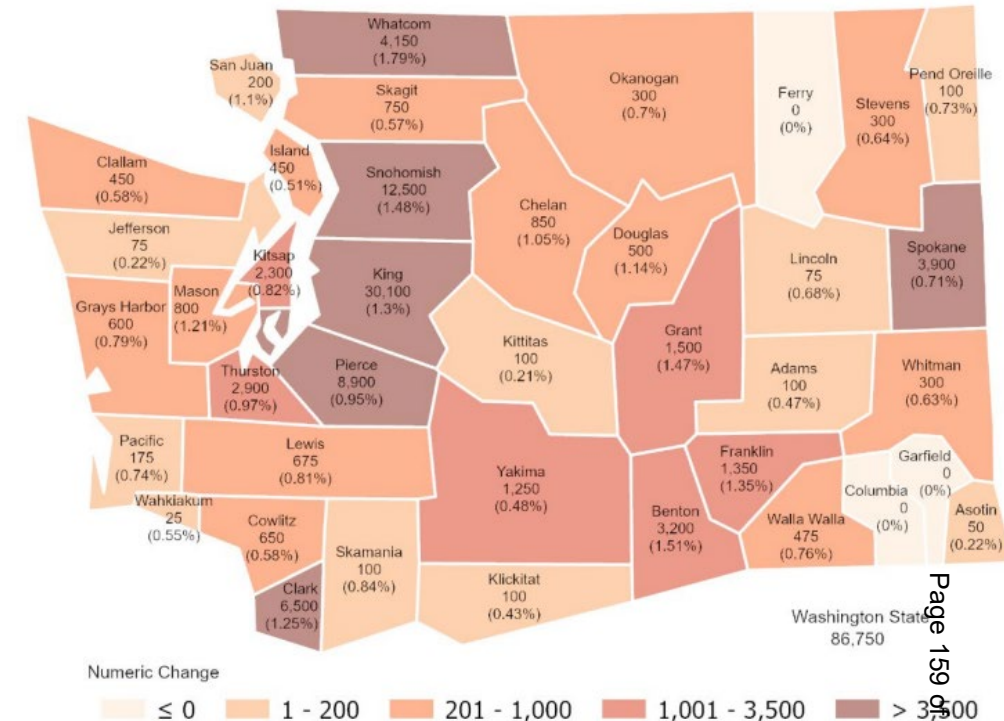 Whatcom
4,150
(1.79%)
San Juan
200
(1.1%)
Skagit
750
(0.57%)
Okanogan
300
(0.7%)
Ferry
0
(0%)
Stevens
300
(0.64%)
Pend Oreille
100
(0.73%)
Clallam
450
(0.58%)
Island
450
(0.51%)
Snohomish
12,500
(1.48%)
Chelan
850
(1.05%)
Douglas
500
(1.14%)
Jefferson
75
(0.22%)
Kitsap
2,300
(0.82%)
King
30,100
(1.3%)
Lincoln
75
(0.68%)
Spokane
3,900
(0.71%)
Grays Harbor
600
(0.79%)
Mason
800
(1.21%)
Kittitas
100
(0.21%)
Grant
1,500
(1.47%)
Adams
100
(0.47%)
Whitman
300
(0.63%)
Thurston
2,900
(0.97%)
Pierce
8,900
(0.95%)
Pacific
175
(0.74%)
Lewis
675
(0.81%)
Yakima
1,250
(0.48%)
Franklin
1,350
(1.35%)
Garfield
0
(0%)
Columbia
0
(0%)
Wahkiakum
25
(0.55%)
Cowlitz
650
(0.58%)
Skamania
100
(0.84%)
Benton
3,200
(1.51%)
Walla Walla
475
(0.76%)
Asotin
50
(0.22%)
Clark
6,500
(1.25%)
Klickitat
100
(0.43%)
Washington State
86,750
Page 159 of
Numeric Change
≤ 0
1 - 200
201 - 1,000
1,001 - 3,500
> 3,500